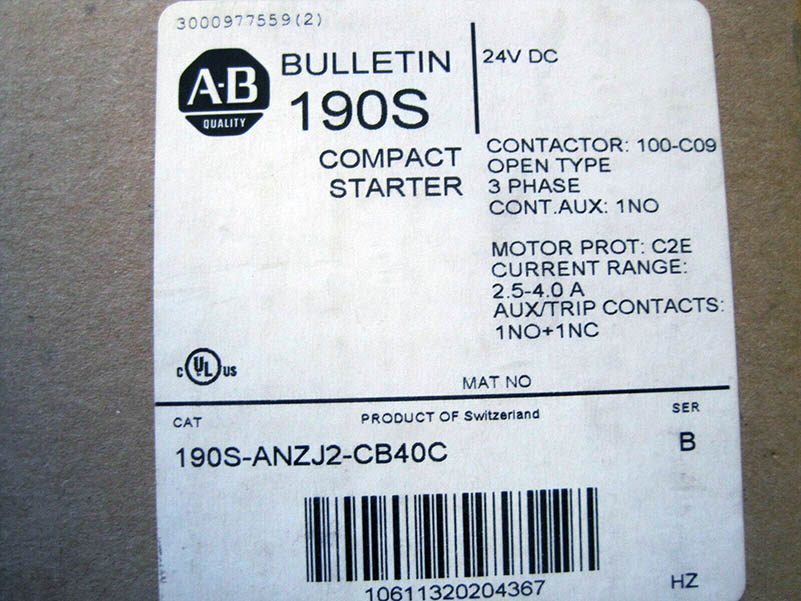 3000977559(2)
A-B
QUALITY
BULLETIN
190S
COMPACT
STARTER
24V DC
CONTACTOR: 100-C09
OPEN TYPE
3 PHASE
CONT.AUX: 1NO
MOTOR PROT: C2E
CURRENT RANGE:
2.5-4.0 A
AUX/TRIP CONTACTS:
1NO+1NC
C UL US
MAT NO
CAT
PRODUCT OF Switzerland
SER
190S-ANZJ2-CB40C
B
10611320204367
HZ